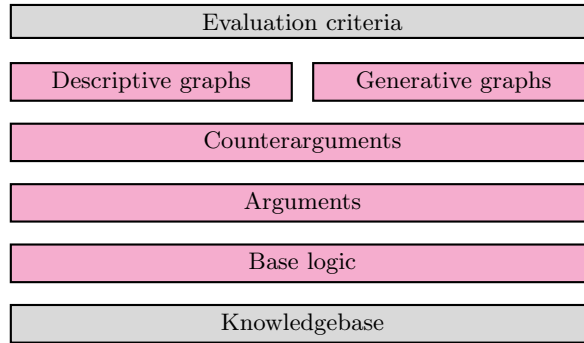 Evaluation criteria
Descriptive graphs
Generative graphs
Counterarguments
Arguments
Base logic
Knowledgebase